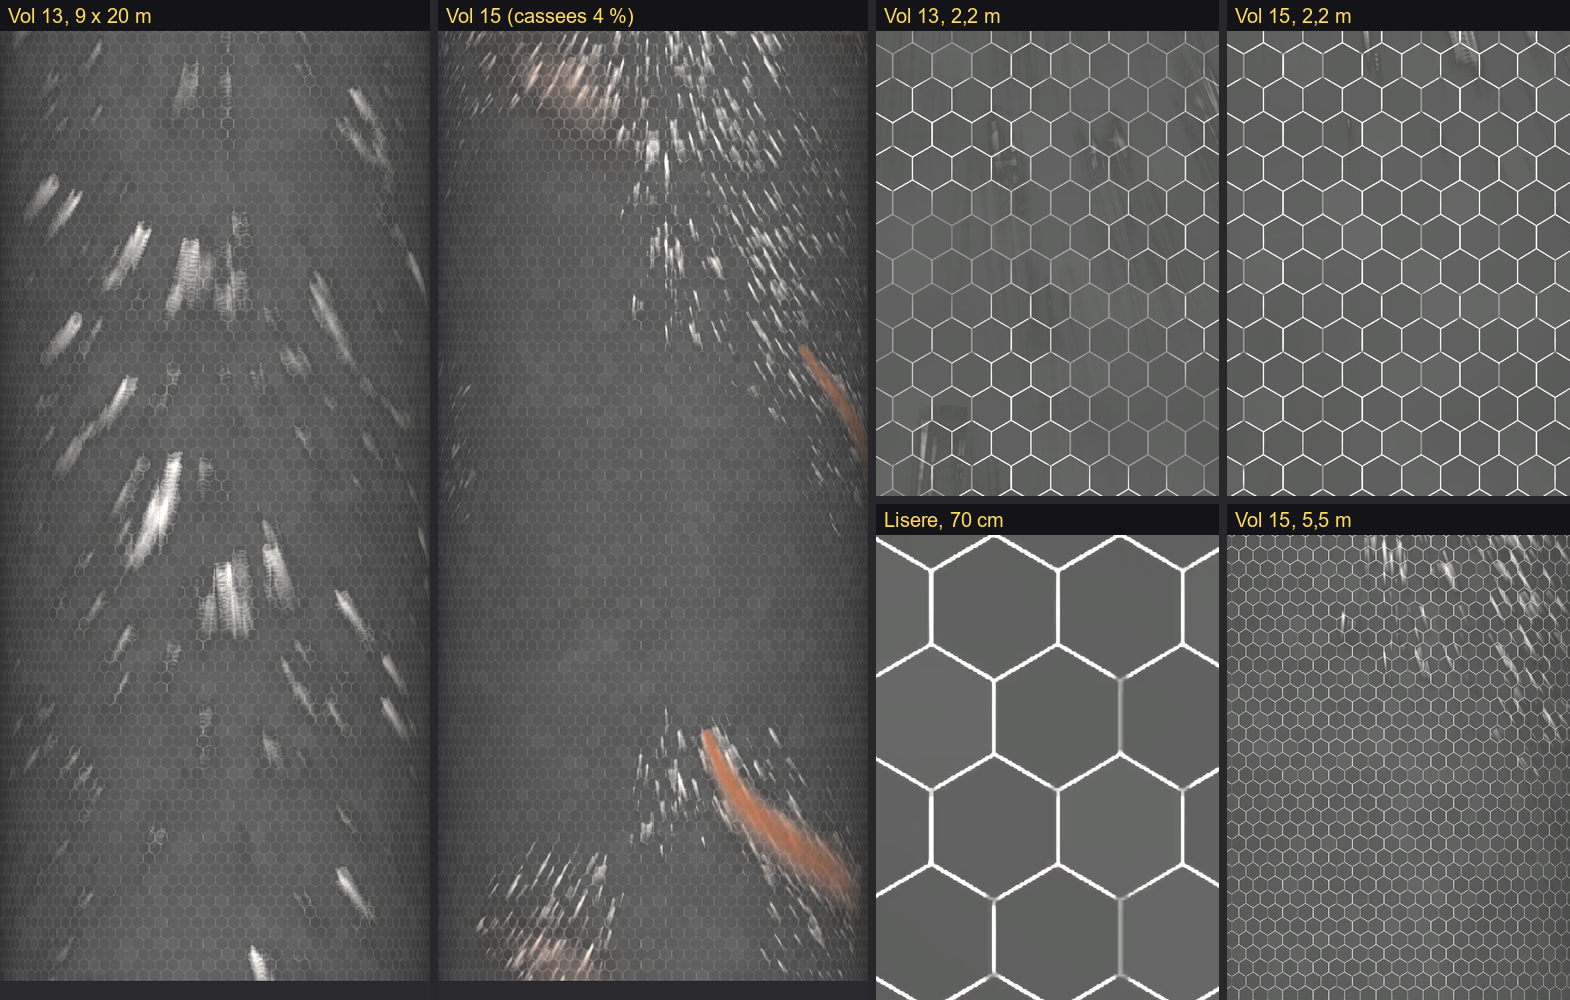 Vol 13, 9 x 20 m
Vol 15 (cassees 4 %)
Vol 13, 2,2 m
Vol 15, 2,2 m
Lisere, 70 cm
Vol 15, 5,5 m